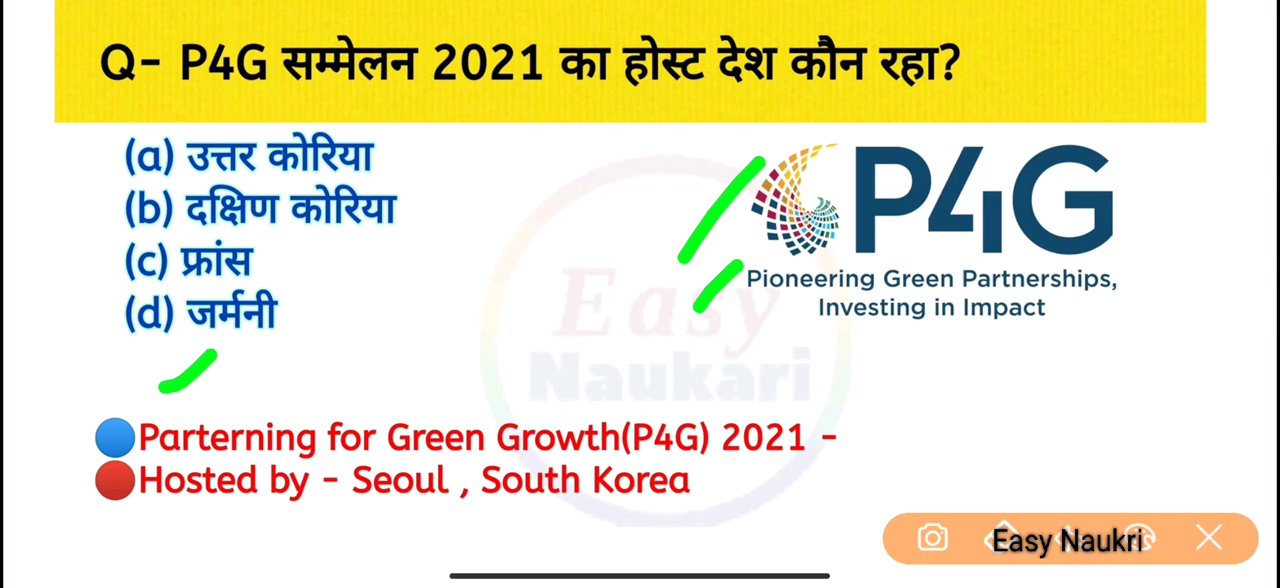 Q- P4G सम्मेलन 2021 का होस्ट देश कौन रहा?
(a) उत्तर कोरिया
(b) दक्षिण कोरिया
(c) फ्रांस
(d) जर्मनी
P4G
Pioneering Green Partnerships,
Investing in Impact
Easy
Naukari
Parterning for Green Growth(P4G) 2021 -
Hosted by - Seoul , South Korea
Easy Naukri